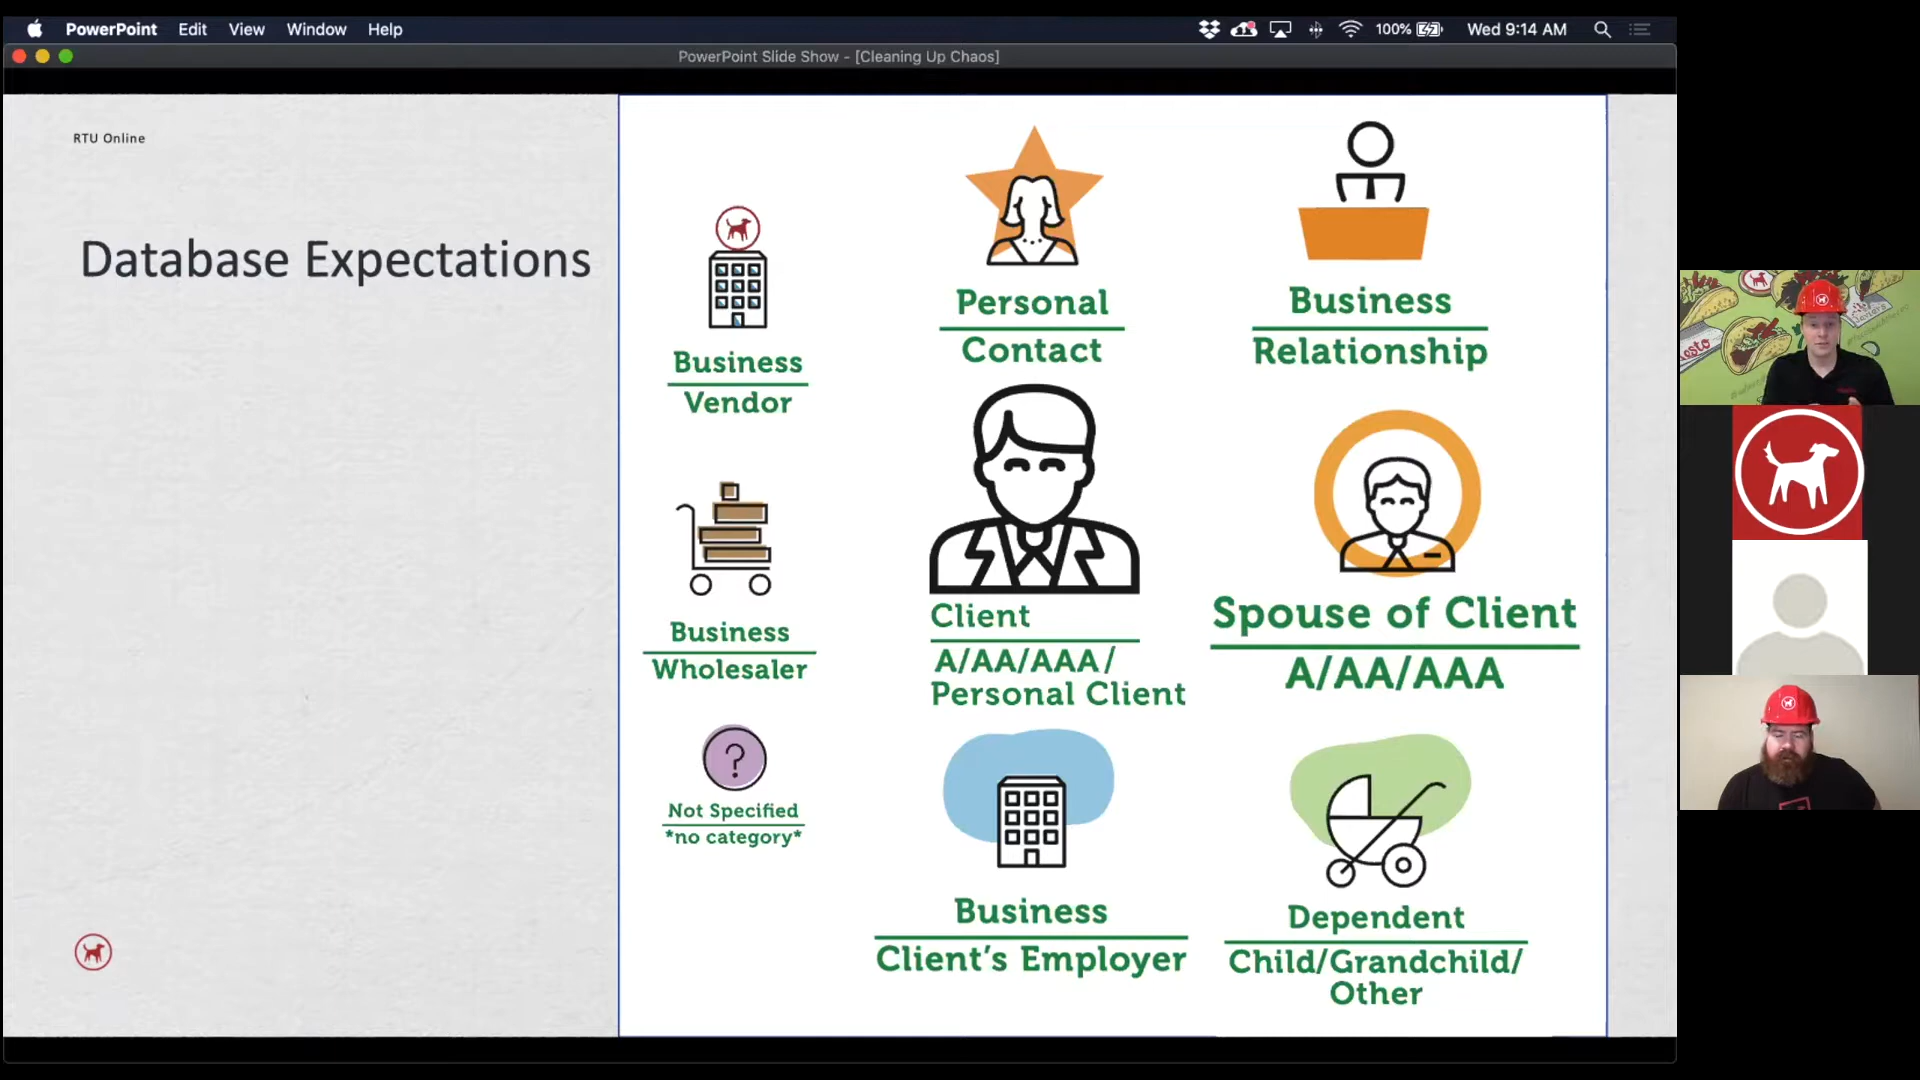 PowerPoint Edit View Window Help 100% Wed 9:14 AM
PowerPoint Slide Show - [Cleaning Up Chaos]
RTU Online
Database Expectations
Business
Vendor
Personal
Contact
Business
Relationship
Business
Wholesaler
Client
A/AA/AAA/
Personal Client
Spouse of Client
A/AA/AAA
?
Not Specified
*no category*
Business
Client's Employer
Dependent
Child/Grandchild/
Other